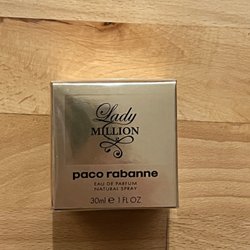 Lady
MILLION
paco rabanne
EAU DE PARFUM
NATURAL SPRAY
30ml ℮ 1 FL OZ